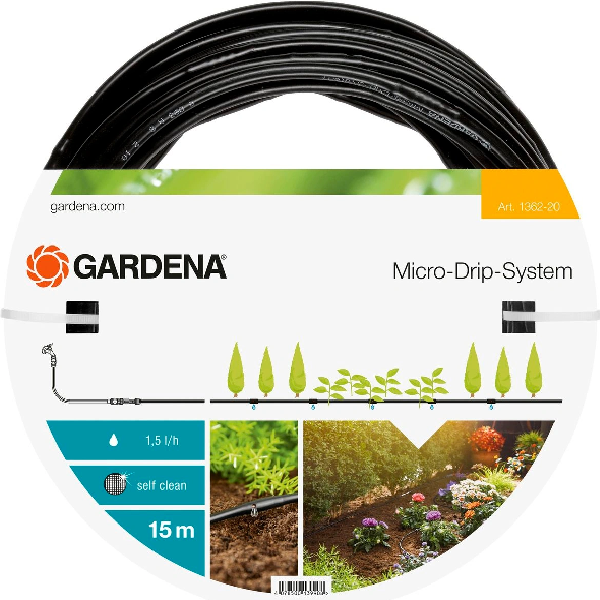 gardena.com
Art. 1362-20
GARDENA®
Micro-Drip-System
1,5 l/h
self clean
15 m